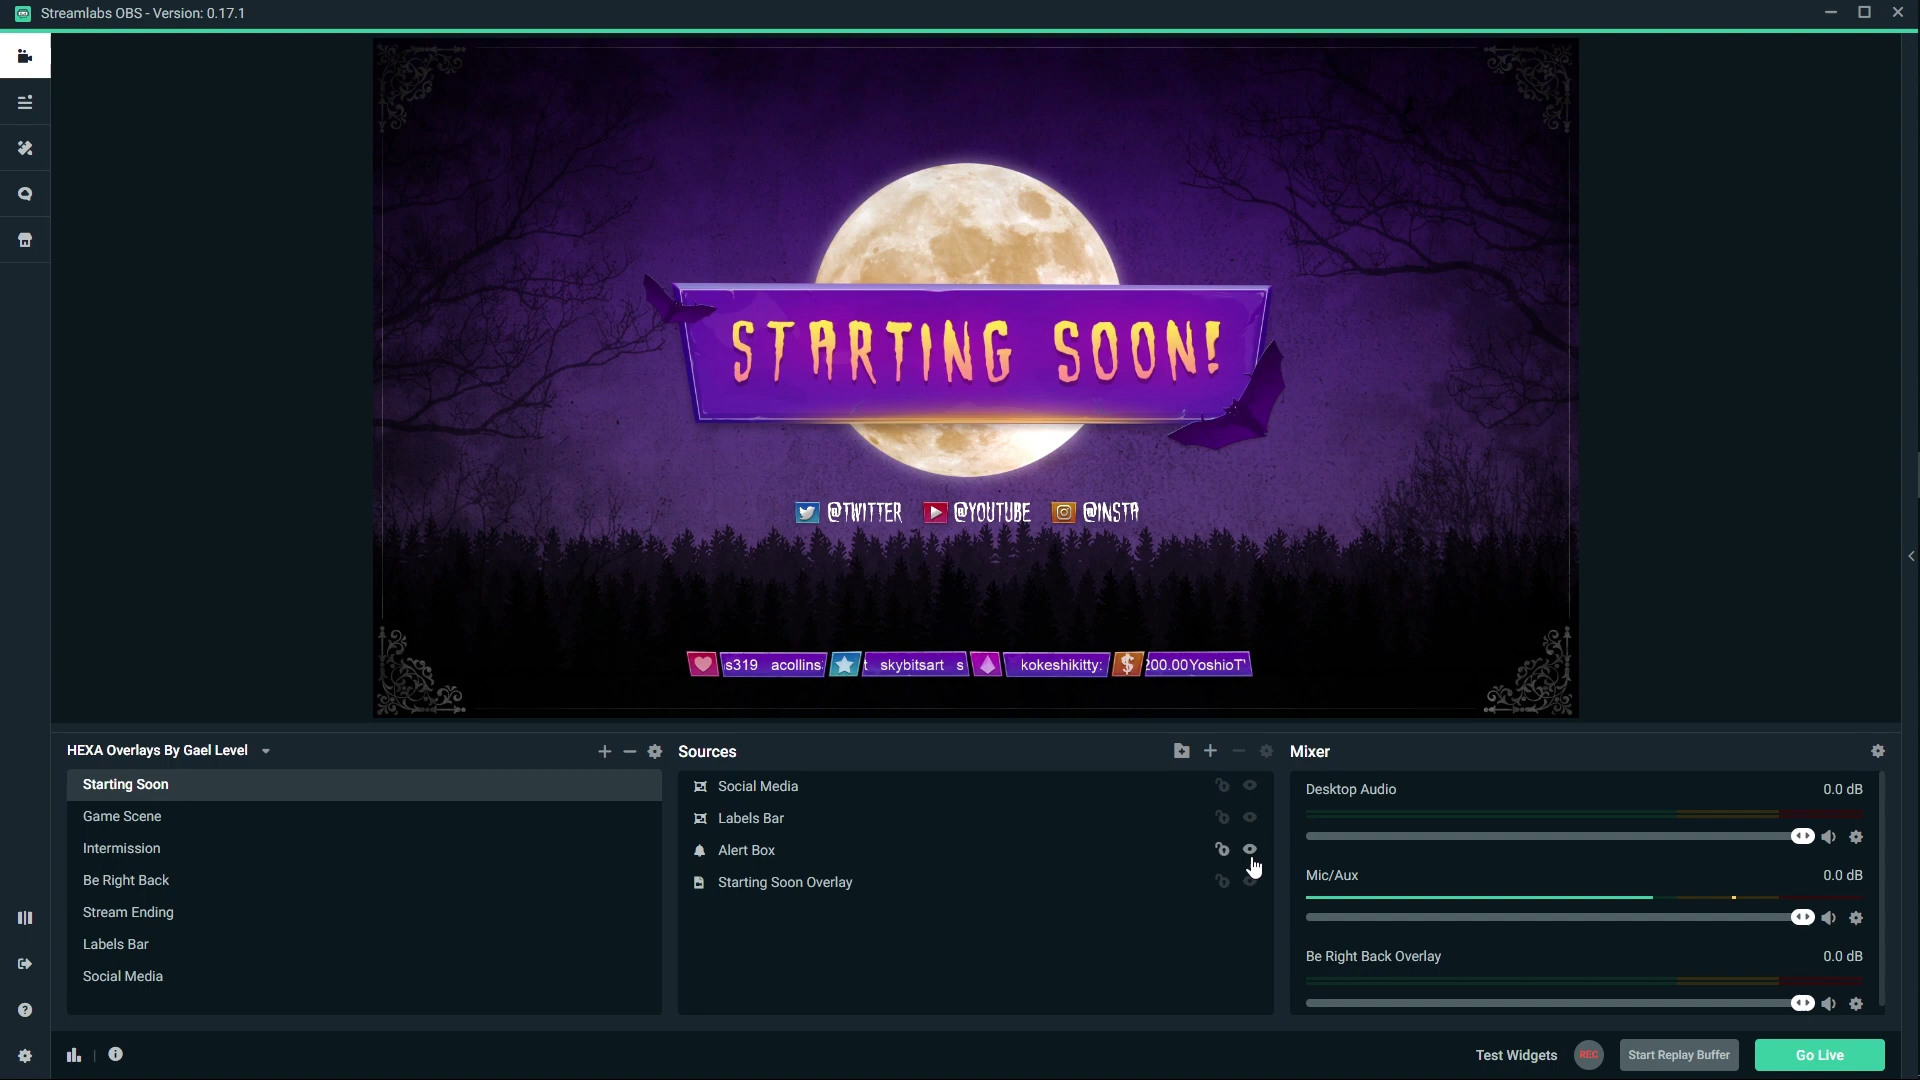 Streamlabs OBS - Version: 0.17.1
STARTING SOON!
@TWITTER @YOUTUBE @INSTA
s319 acollins: t skybitsart s kokeshikitty: 200.00YoshioT
HEXA Overlays By Gael Level
Starting Soon
Game Scene
Intermission
Be Right Back
Stream Ending
Labels Bar
Social Media
Sources
Social Media
Labels Bar
Alert Box
Starting Soon Overlay
Mixer
Desktop Audio 0.0 dB
Mic/Aux 0.0 dB
Be Right Back Overlay 0.0 dB
Test Widgets REC Start Replay Buffer Go Live